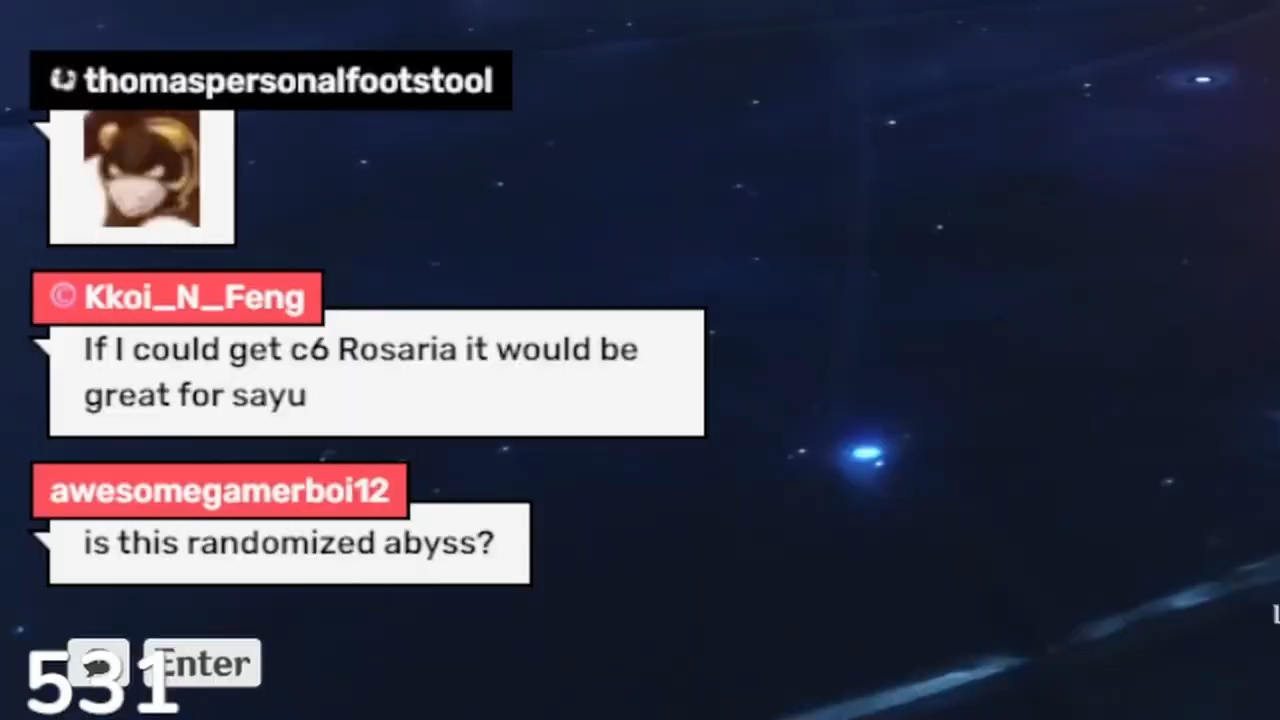 thomaspersonalfootstool
© Kkoi_N_Feng
If I could get c6 Rosaria it would be
great for sayu
awesomegamerboi12
is this randomized abyss?
Enter
531